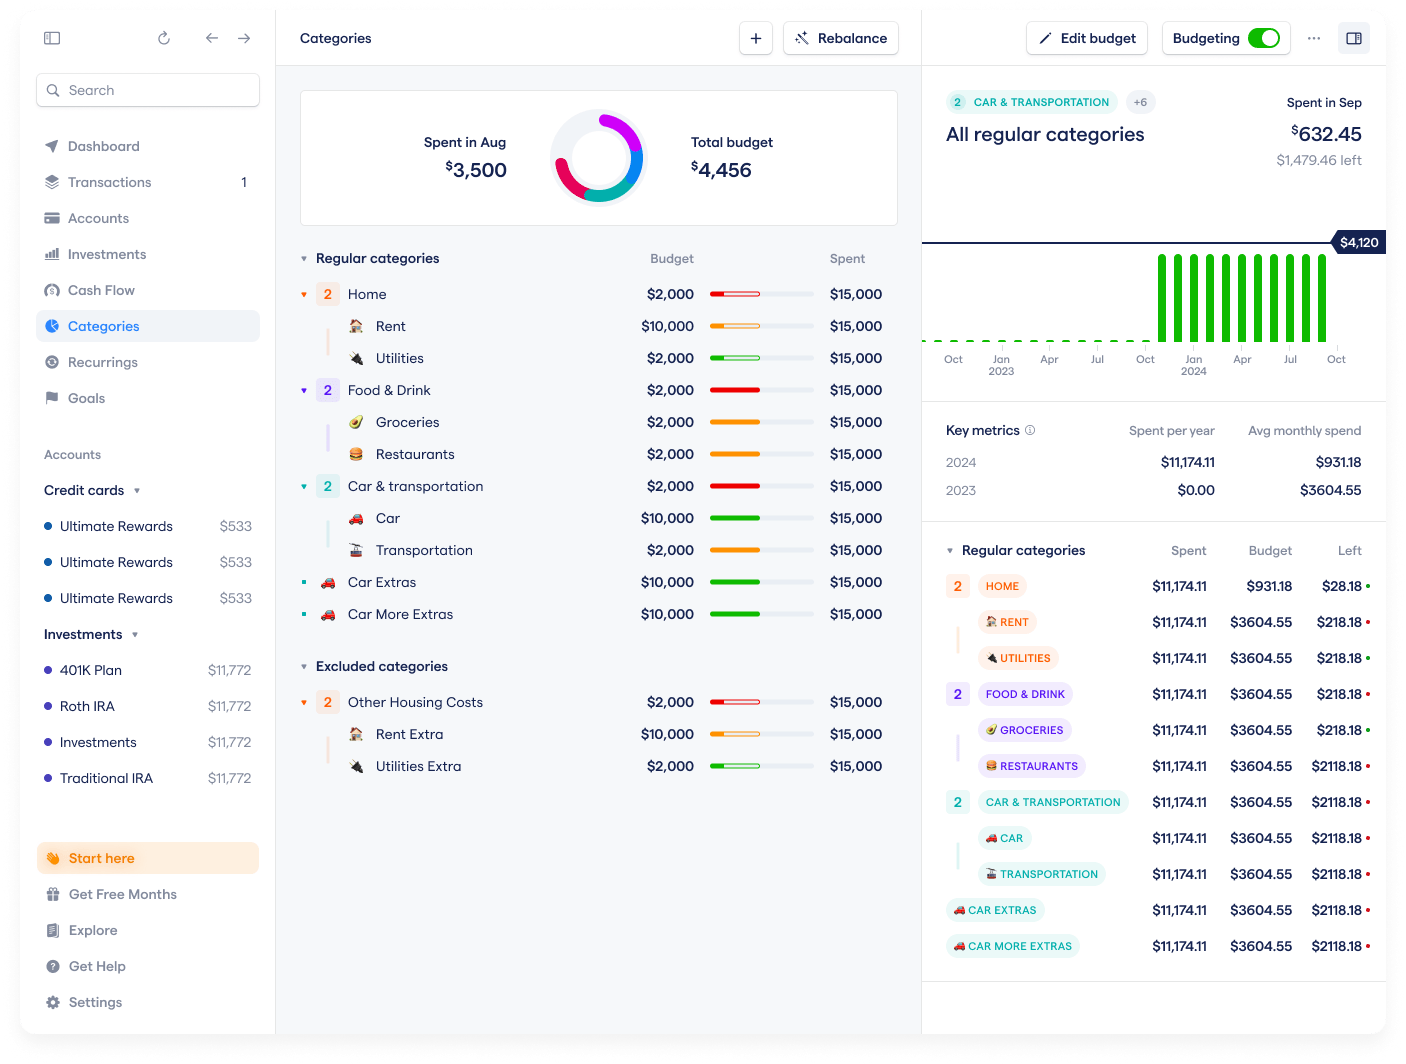 Search
Dashboard
Transactions 1
Accounts
Investments
Cash Flow
Categories
Recurrings
Goals
Accounts
Credit cards
Ultimate Rewards $533
Ultimate Rewards $533
Ultimate Rewards $533
Investments
401K Plan $11,772
Roth IRA $11,772
Investments $11,772
Traditional IRA $11,772
Start here
Get Free Months
Explore
Get Help
Settings
Categories
+ Rebalance
Spent in Aug
$3,500
Total budget
$4,456
Regular categories Budget Spent
2 Home $2,000 $15,000
Rent $10,000 $15,000
Utilities $2,000 $15,000
2 Food & Drink $2,000 $15,000
Groceries $2,000 $15,000
Restaurants $2,000 $15,000
2 Car & transportation $2,000 $15,000
Car $10,000 $15,000
Transportation $2,000 $15,000
Car Extras $10,000 $15,000
Car More Extras $10,000 $15,000
Excluded categories
2 Other Housing Costs $2,000 $15,000
Rent Extra $10,000 $15,000
Utilities Extra $2,000 $15,000
Edit budget Budgeting
2 CAR & TRANSPORTATION +6
All regular categories
Spent in Sep
$632.45
$1,479.46 left
$4,120
Oct Jan Apr Jul Oct Jan Apr Jul Oct
2023 2024
Key metrics Spent per year Avg monthly spend
2024 $11,174.11 $931.18
2023 $0.00 $3604.55
Regular categories Spent Budget Left
2 HOME $11,174.11 $931.18 $28.18
RENT $11,174.11 $3604.55 $218.18
UTILITIES $11,174.11 $3604.55 $218.18
2 FOOD & DRINK $11,174.11 $3604.55 $218.18
GROCERIES $11,174.11 $3604.55 $218.18
RESTAURANTS $11,174.11 $3604.55 $2118.18
2 CAR & TRANSPORTATION $11,174.11 $3604.55 $2118.18
CAR $11,174.11 $3604.55 $2118.18
TRANSPORTATION $11,174.11 $3604.55 $2118.18
CAR EXTRAS $11,174.11 $3604.55 $2118.18
CAR MORE EXTRAS $11,174.11 $3604.55 $2118.18